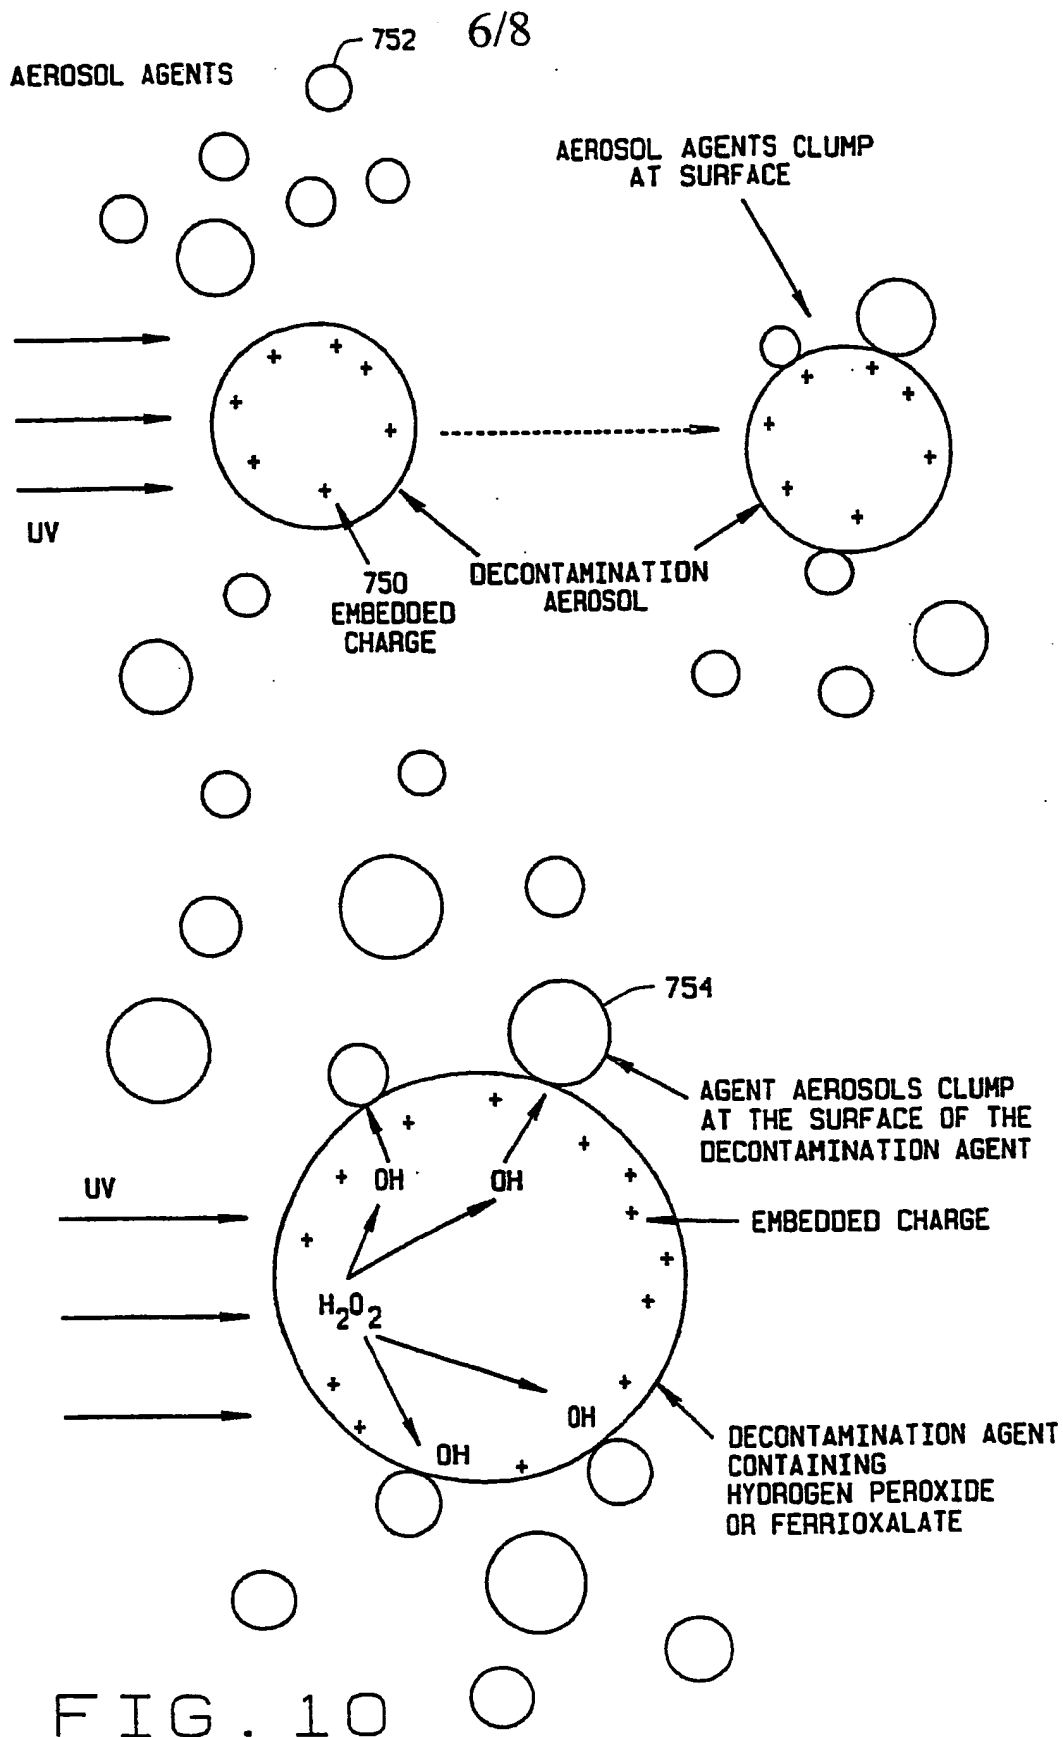 6/8
752
AEROSOL AGENTS
AEROSOL AGENTS CLUMP
AT SURFACE
+ + +
+ +
+ +
+ + +
+ +
+ +
UV
750
EMBEDDED
CHARGE
DECONTAMINATION
AEROSOL
754
AGENT AEROSOLS CLUMP
AT THE SURFACE OF THE
DECONTAMINATION AGENT
UV
OH
OH
EMBEDDED CHARGE
H₂O₂
OH
OH
DECONTAMINATION AGENT
CONTAINING
HYDROGEN PEROXIDE
OR FERRIOXALATE
FIG. 10